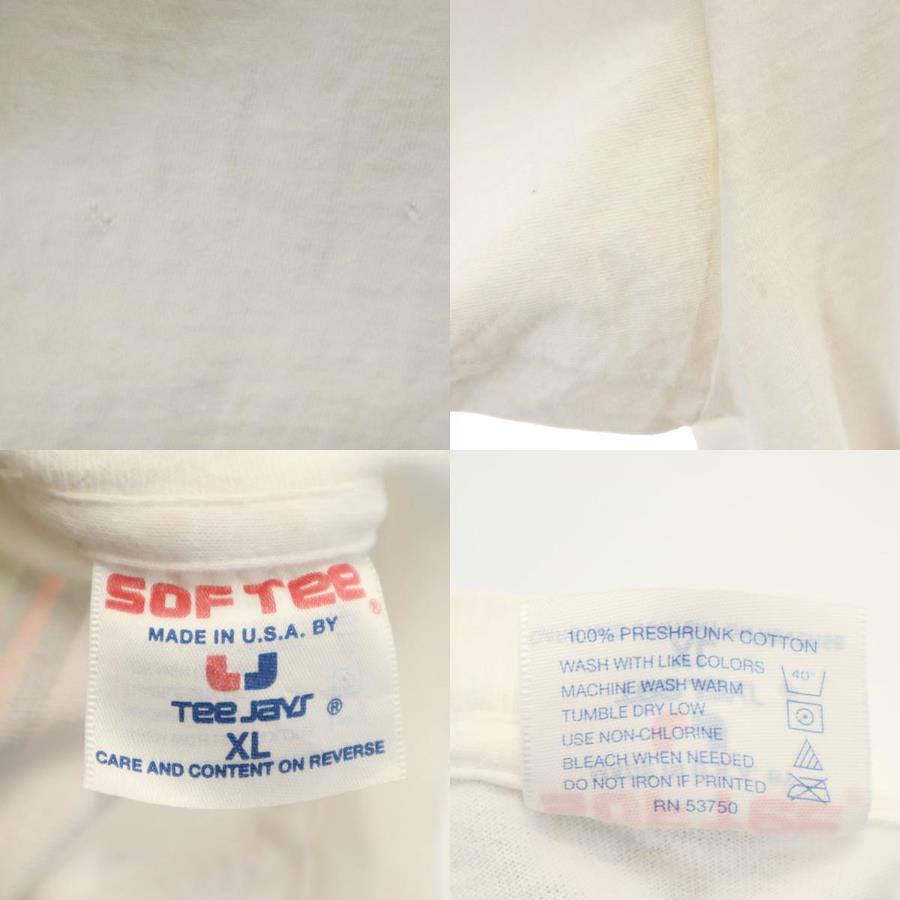 SOF TEE ®
MADE IN U.S.A. BY
TEE JAYS ®
XL
CARE AND CONTENT ON REVERSE
100% PRESHRUNK COTTON
WASH WITH LIKE COLORS
MACHINE WASH WARM
TUMBLE DRY LOW
USE NON-CHLORINE
BLEACH WHEN NEEDED
DO NOT IRON IF PRINTED
RN 53750
40°